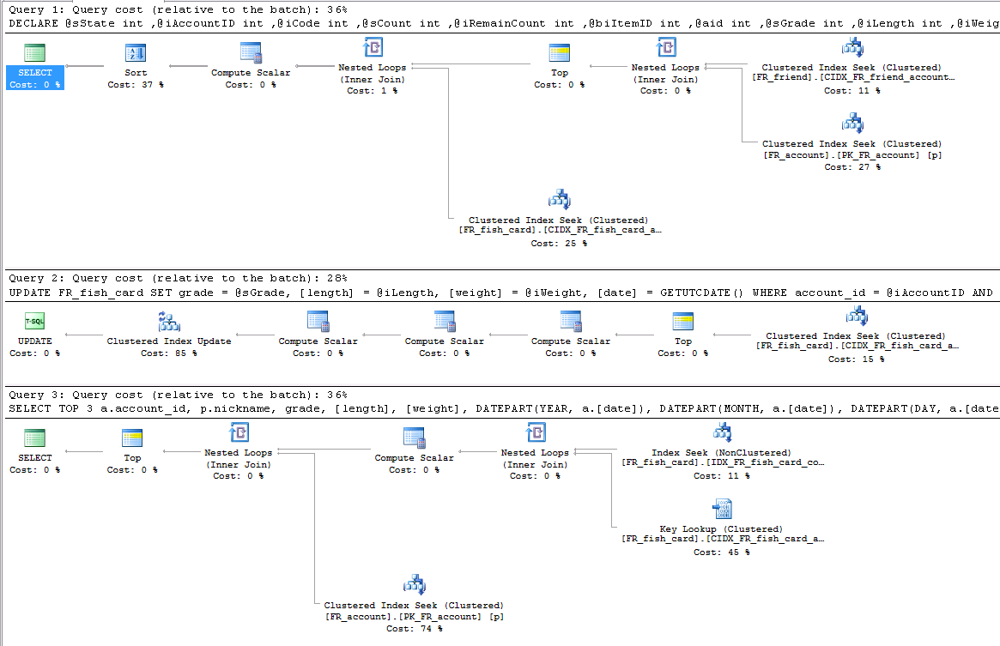 Query 1: Query cost (relative to the batch): 36%
DECLARE @sState int ,@iAccountID int ,@iCode int ,@sCount int ,@iRemainCount int ,@biItemID int ,@aid int ,@sGrade int ,@iLength int ,@iWeig
SELECT
Cost: 0 %
Sort
Cost: 37 %
Compute Scalar
Cost: 0 %
Nested Loops
(Inner Join)
Cost: 1 %
Top
Cost: 0 %
Nested Loops
(Inner Join)
Cost: 0 %
Clustered Index Seek (Clustered)
[FR_friend].[CIDX_FR_friend_account…
Cost: 11 %
Clustered Index Seek (Clustered)
[FR_account].[PK_FR_account] [p]
Cost: 27 %
Clustered Index Seek (Clustered)
[FR_fish_card].[CIDX_FR_fish_card_a…
Cost: 25 %
Query 2: Query cost (relative to the batch): 28%
UPDATE FR_fish_card SET grade = @sGrade, [length] = @iLength, [weight] = @iWeight, [date] = GETUTCDATE() WHERE account_id = @iAccountID AND
T-SQL
UPDATE
Cost: 0 %
Clustered Index Update
Cost: 85 %
Compute Scalar
Cost: 0 %
Compute Scalar
Cost: 0 %
Compute Scalar
Cost: 0 %
Top
Cost: 0 %
Clustered Index Seek (Clustered)
[FR_fish_card].[CIDX_FR_fish_card_a…
Cost: 15 %
Query 3: Query cost (relative to the batch): 36%
SELECT TOP 3 a.account_id, p.nickname, grade, [length], [weight], DATEPART(YEAR, a.[date]), DATEPART(MONTH, a.[date]), DATEPART(DAY, a.[date
SELECT
Cost: 0 %
Top
Cost: 0 %
Nested Loops
(Inner Join)
Cost: 0 %
Compute Scalar
Cost: 0 %
Nested Loops
(Inner Join)
Cost: 0 %
Index Seek (NonClustered)
[FR_fish_card].[IDX_FR_fish_card_co…
Cost: 11 %
Key Lookup (Clustered)
[FR_fish_card].[CIDX_FR_fish_card_a…
Cost: 45 %
Clustered Index Seek (Clustered)
[FR_account].[PK_FR_account] [p]
Cost: 74 %